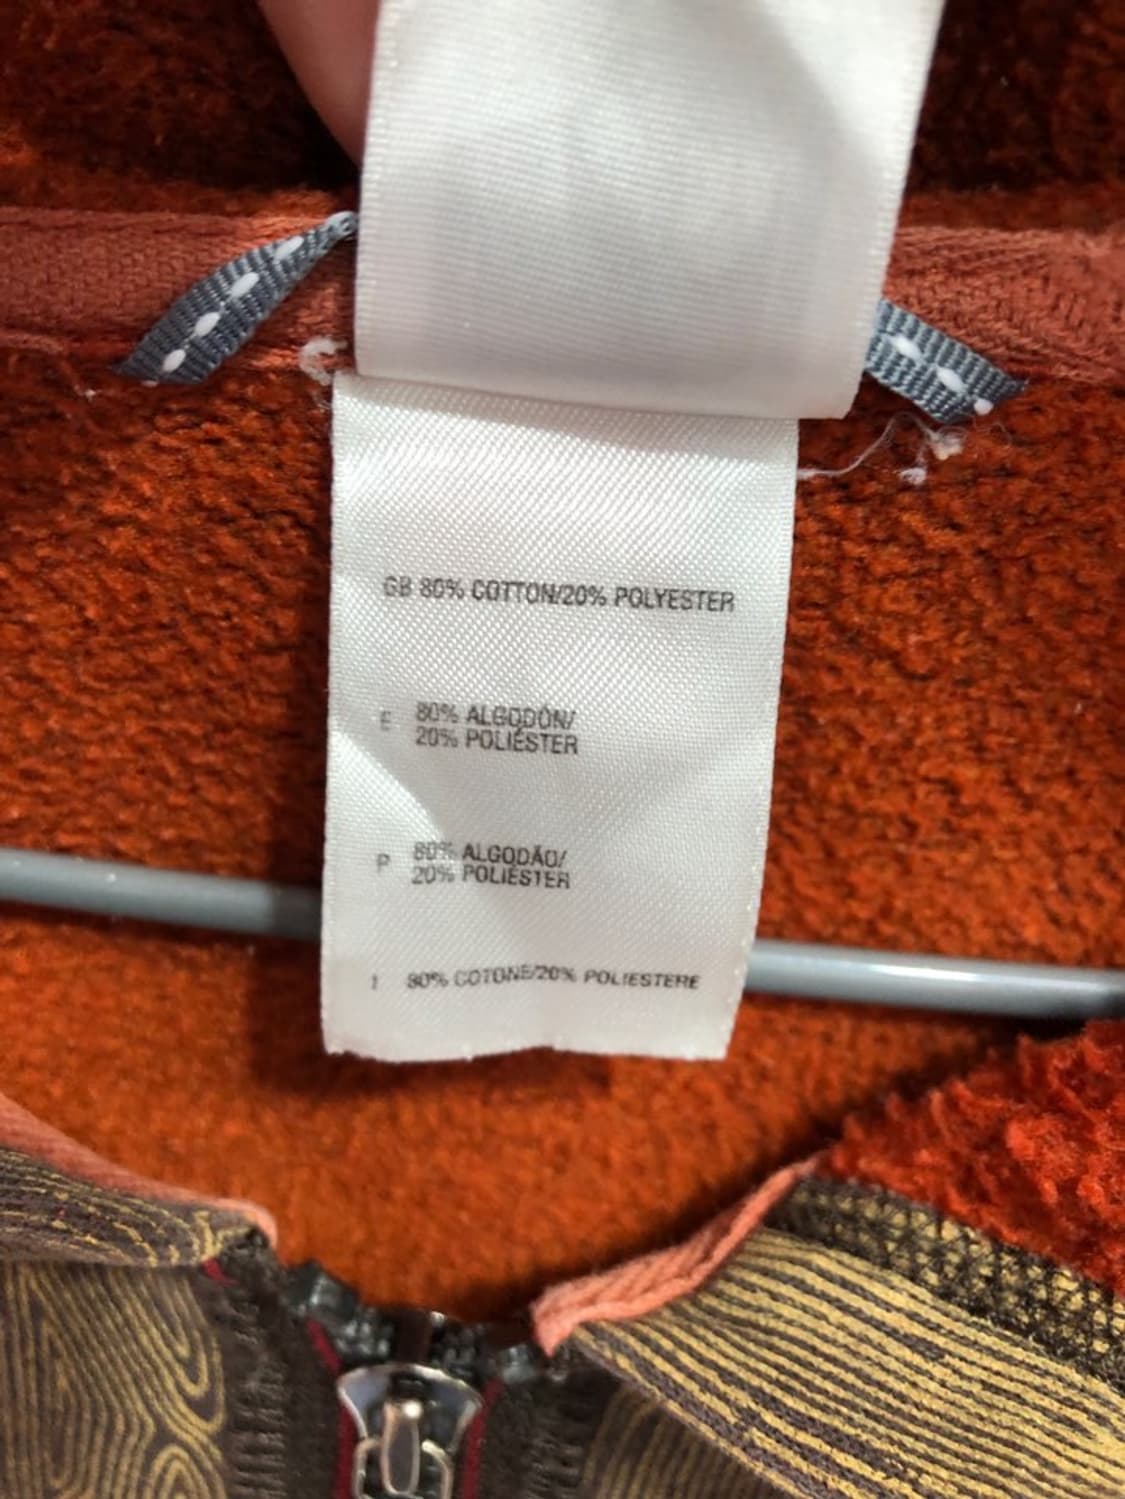 GB 80% COTTON/20% POLYESTER
E 80% ALGODÓN/
20% POLIÉSTER
P 80% ALGODÃO/
20% POLIÉSTER
I 80% COTONE/20% POLIESTERE